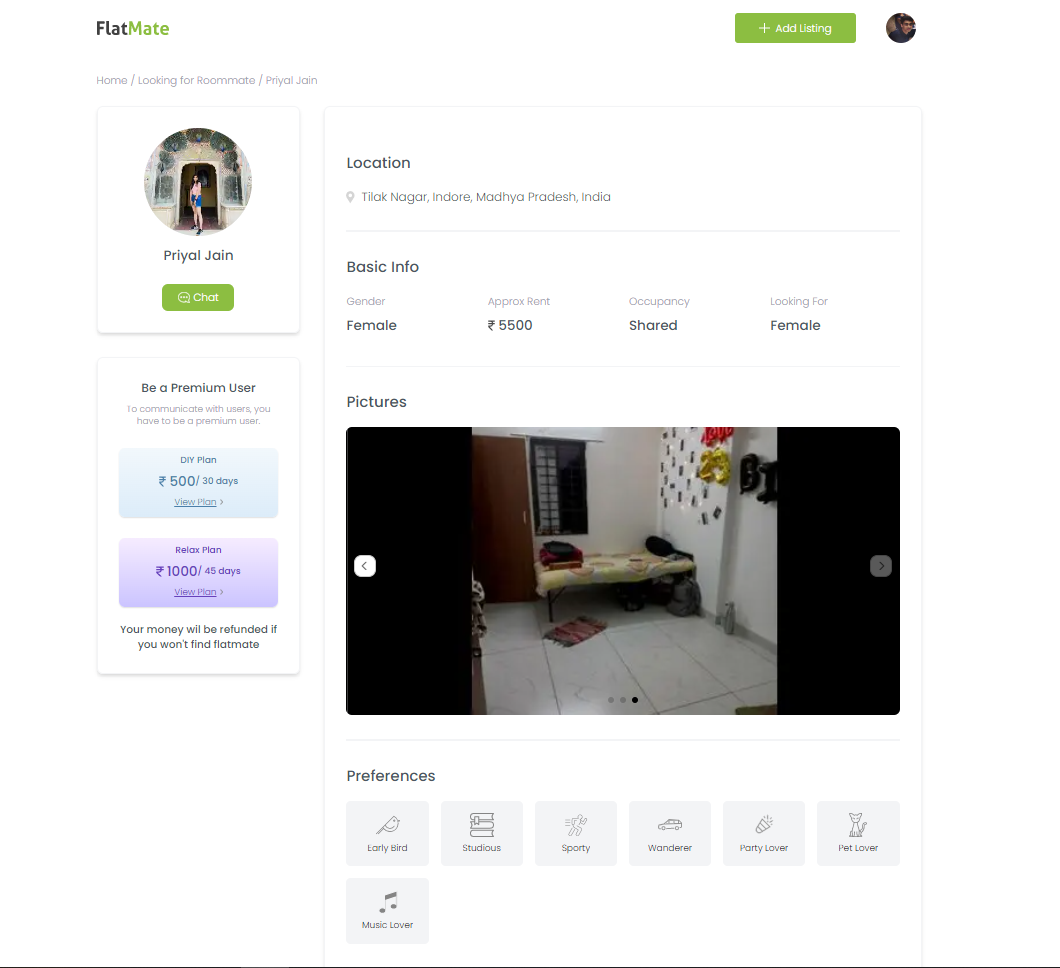 FlatMate
Add Listing
Home / Looking for Roommate / Priyal Jain
Priyal Jain
Chat
Be a Premium User
To communicate with users, you
have to be a premium user.
DIY Plan
₹ 500/ 30 days
View Plan ›
Relax Plan
₹ 1000/ 45 days
View Plan ›
Your money wil be refunded if
you won't find flatmate
Location
Tilak Nagar, Indore, Madhya Pradesh, India
Basic Info
Gender
Approx Rent
Occupancy
Looking For
Female
₹ 5500
Shared
Female
Pictures
Preferences
Early Bird
Studious
Sporty
Wanderer
Party Lover
Pet Lover
Music Lover